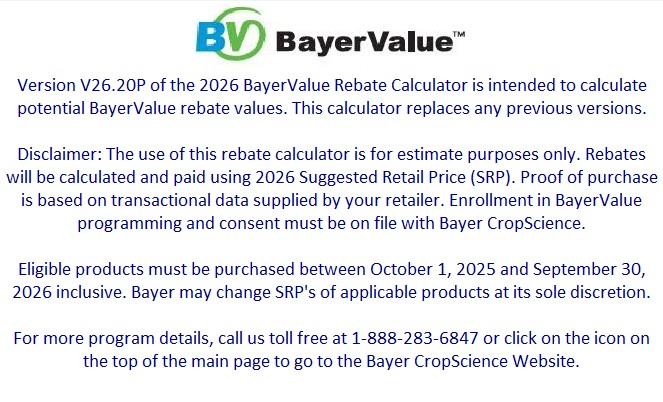 BV BayerValue™
Version V26.20P of the 2026 BayerValue Rebate Calculator is intended to calculate
potential BayerValue rebate values. This calculator replaces any previous versions.
Disclaimer: The use of this rebate calculator is for estimate purposes only. Rebates
will be calculated and paid using 2026 Suggested Retail Price (SRP). Proof of purchase
is based on transactional data supplied by your retailer. Enrollment in BayerValue
programming and consent must be on file with Bayer CropScience.
Eligible products must be purchased between October 1, 2025 and September 30,
2026 inclusive. Bayer may change SRP's of applicable products at its sole discretion.
For more program details, call us toll free at 1-888-283-6847 or click on the icon on
the top of the main page to go to the Bayer CropScience Website.